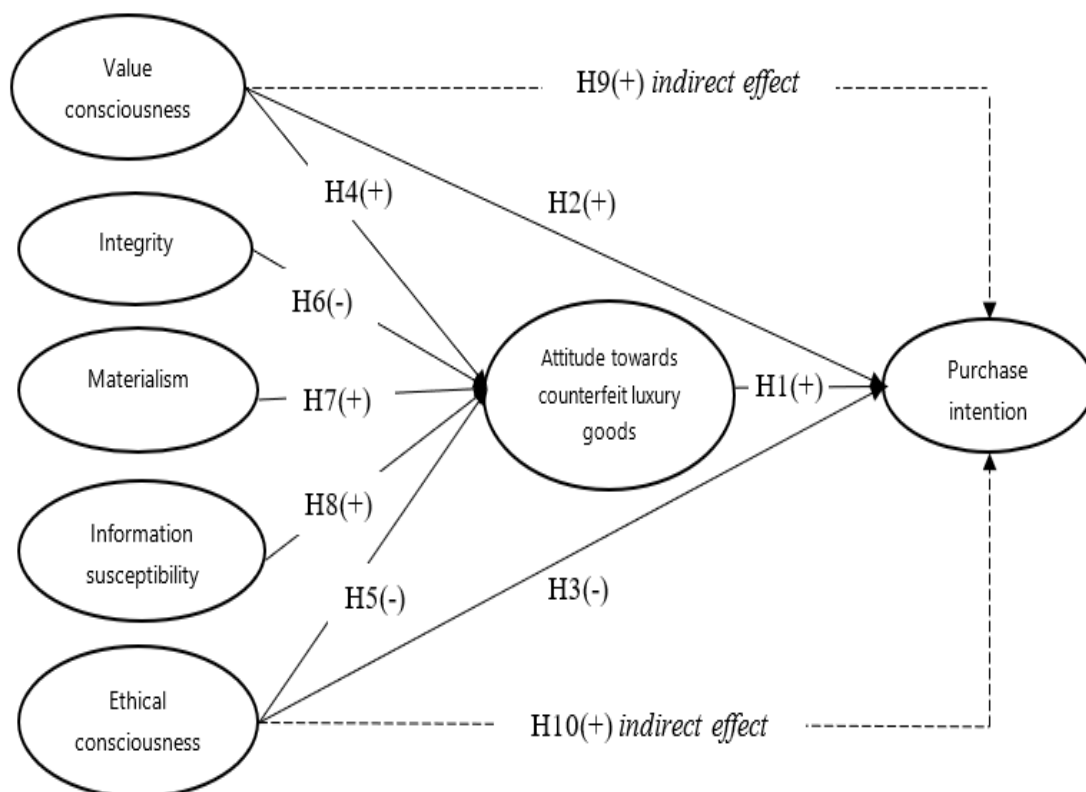 Value
consciousness
H9(+) indirect effect
H4(+)
H2(+)
Integrity
H6(-)
Materialism
H7(+)
Attitude towards
counterfeit luxury
goods
H1(+)
Purchase
intention
H8(+)
Information
susceptibility
H5(-)
H3(-)
Ethical
consciousness
H10(+) indirect effect